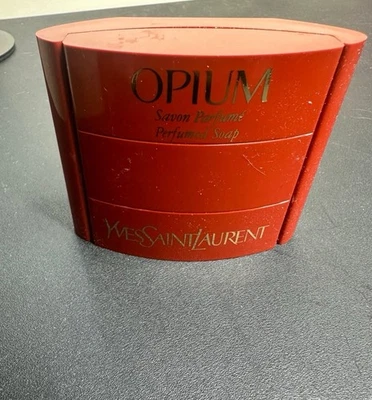 OPIUM
Savon Parfumé
Perfumed Soap
YVESSAINTLAURENT